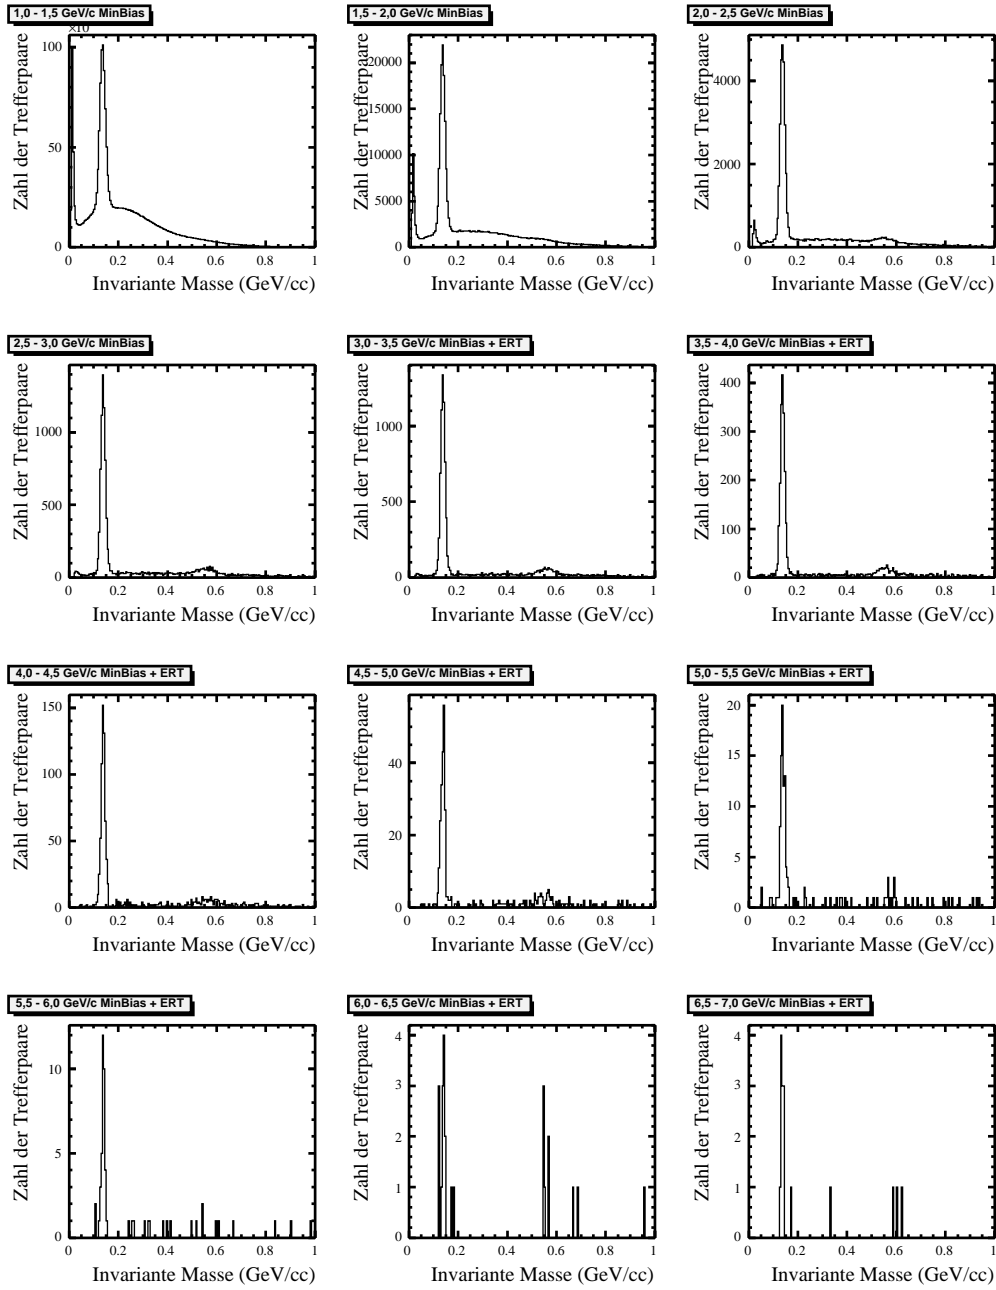 1,0 - 1,5 GeV/c MinBias
×10
Zahl der Trefferpaare
100
50
0
0 0.2 0.4 0.6 0.8 1
Invariante Masse (GeV/cc)
1,5 - 2,0 GeV/c MinBias
Zahl der Trefferpaare
20000
15000
10000
5000
0
0 0.2 0.4 0.6 0.8 1
Invariante Masse (GeV/cc)
2,0 - 2,5 GeV/c MinBias
Zahl der Trefferpaare
4000
2000
0
0 0.2 0.4 0.6 0.8 1
Invariante Masse (GeV/cc)
2,5 - 3,0 GeV/c MinBias
Zahl der Trefferpaare
1000
500
0
0 0.2 0.4 0.6 0.8 1
Invariante Masse (GeV/cc)
3,0 - 3,5 GeV/c MinBias + ERT
Zahl der Trefferpaare
1000
500
0
0 0.2 0.4 0.6 0.8 1
Invariante Masse (GeV/cc)
3,5 - 4,0 GeV/c MinBias + ERT
Zahl der Trefferpaare
400
300
200
100
0
0 0.2 0.4 0.6 0.8 1
Invariante Masse (GeV/cc)
4,0 - 4,5 GeV/c MinBias + ERT
Zahl der Trefferpaare
150
100
50
0
0 0.2 0.4 0.6 0.8 1
Invariante Masse (GeV/cc)
4,5 - 5,0 GeV/c MinBias + ERT
Zahl der Trefferpaare
40
20
0
0 0.2 0.4 0.6 0.8 1
Invariante Masse (GeV/cc)
5,0 - 5,5 GeV/c MinBias + ERT
Zahl der Trefferpaare
20
15
10
5
0
0 0.2 0.4 0.6 0.8 1
Invariante Masse (GeV/cc)
5,5 - 6,0 GeV/c MinBias + ERT
Zahl der Trefferpaare
10
5
0
0 0.2 0.4 0.6 0.8 1
Invariante Masse (GeV/cc)
6,0 - 6,5 GeV/c MinBias + ERT
Zahl der Trefferpaare
4
3
2
1
0
0 0.2 0.4 0.6 0.8 1
Invariante Masse (GeV/cc)
6,5 - 7,0 GeV/c MinBias + ERT
Zahl der Trefferpaare
4
3
2
1
0
0 0.2 0.4 0.6 0.8 1
Invariante Masse (GeV/cc)